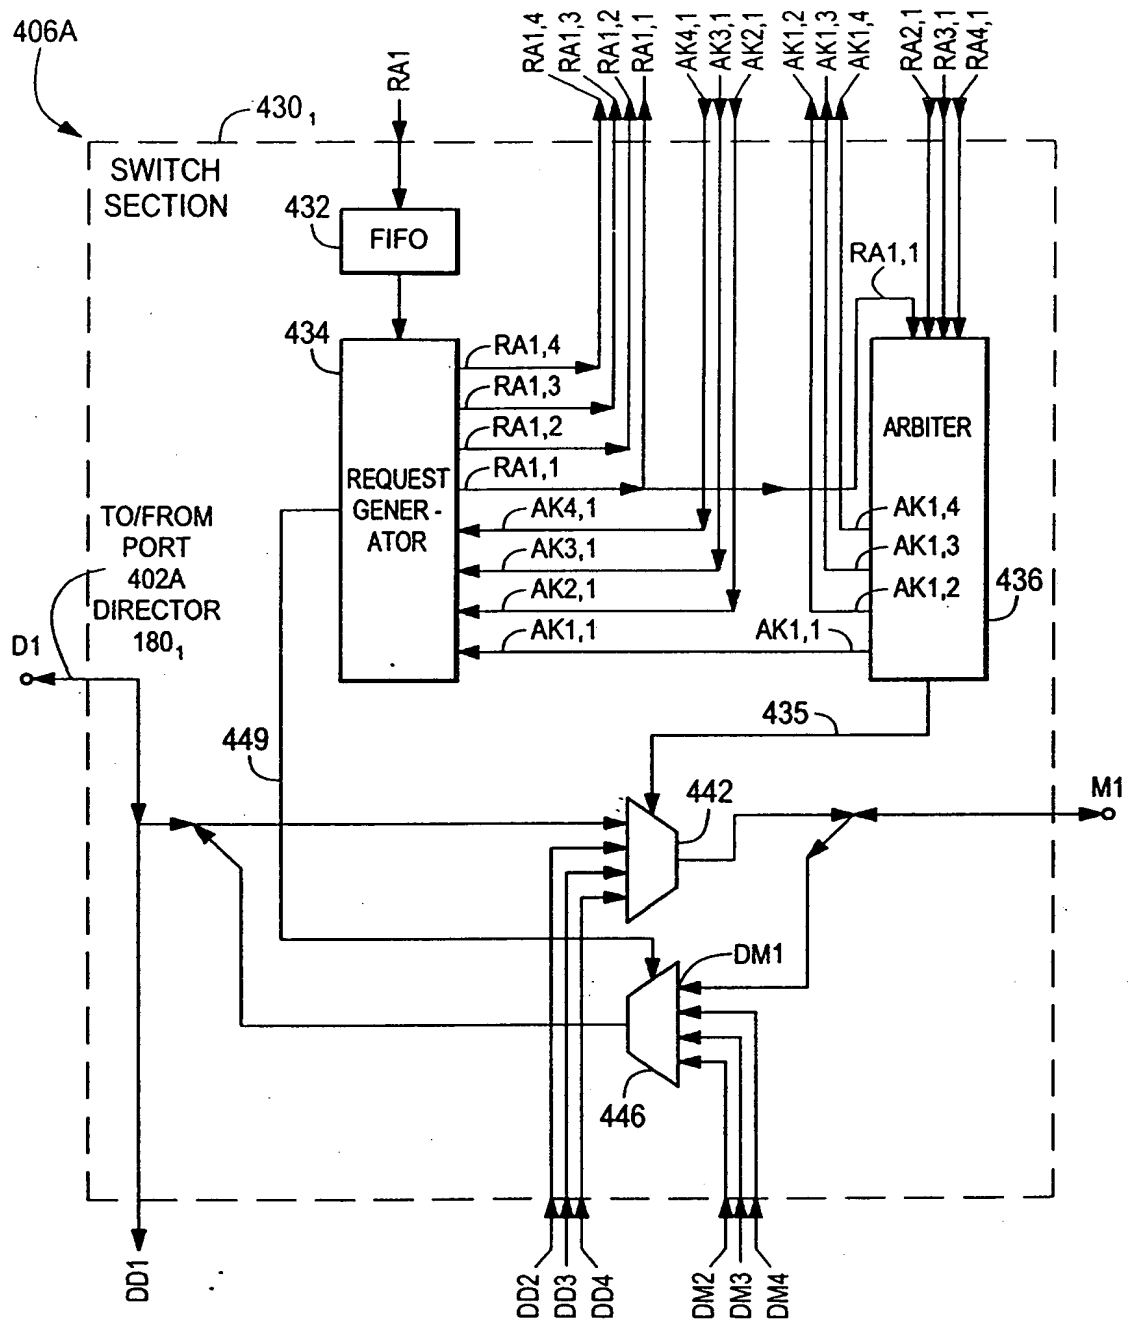 406A
430₁
RA1
RA1,4
RA1,3
RA1,2
RA1,1
AK4,1
AK3,1
AK2,1
AK1,2
AK1,3
AK1,4
RA2,1
RA3,1
RA4,1
SWITCH
SECTION
432
FIFO
RA1,1
434
RA1,4
RA1,3
RA1,2
RA1,1
REQUEST
GENER-
ATOR
AK4,1
AK3,1
AK2,1
AK1,1
AK1,1
ARBITER
AK1,4
AK1,3
AK1,2
436
TO/FROM
PORT
402A
DIRECTOR
180₁
D1
435
449
442
M1
DM1
446
DD1
DD2
DD3
DD4
DM2
DM3
DM4